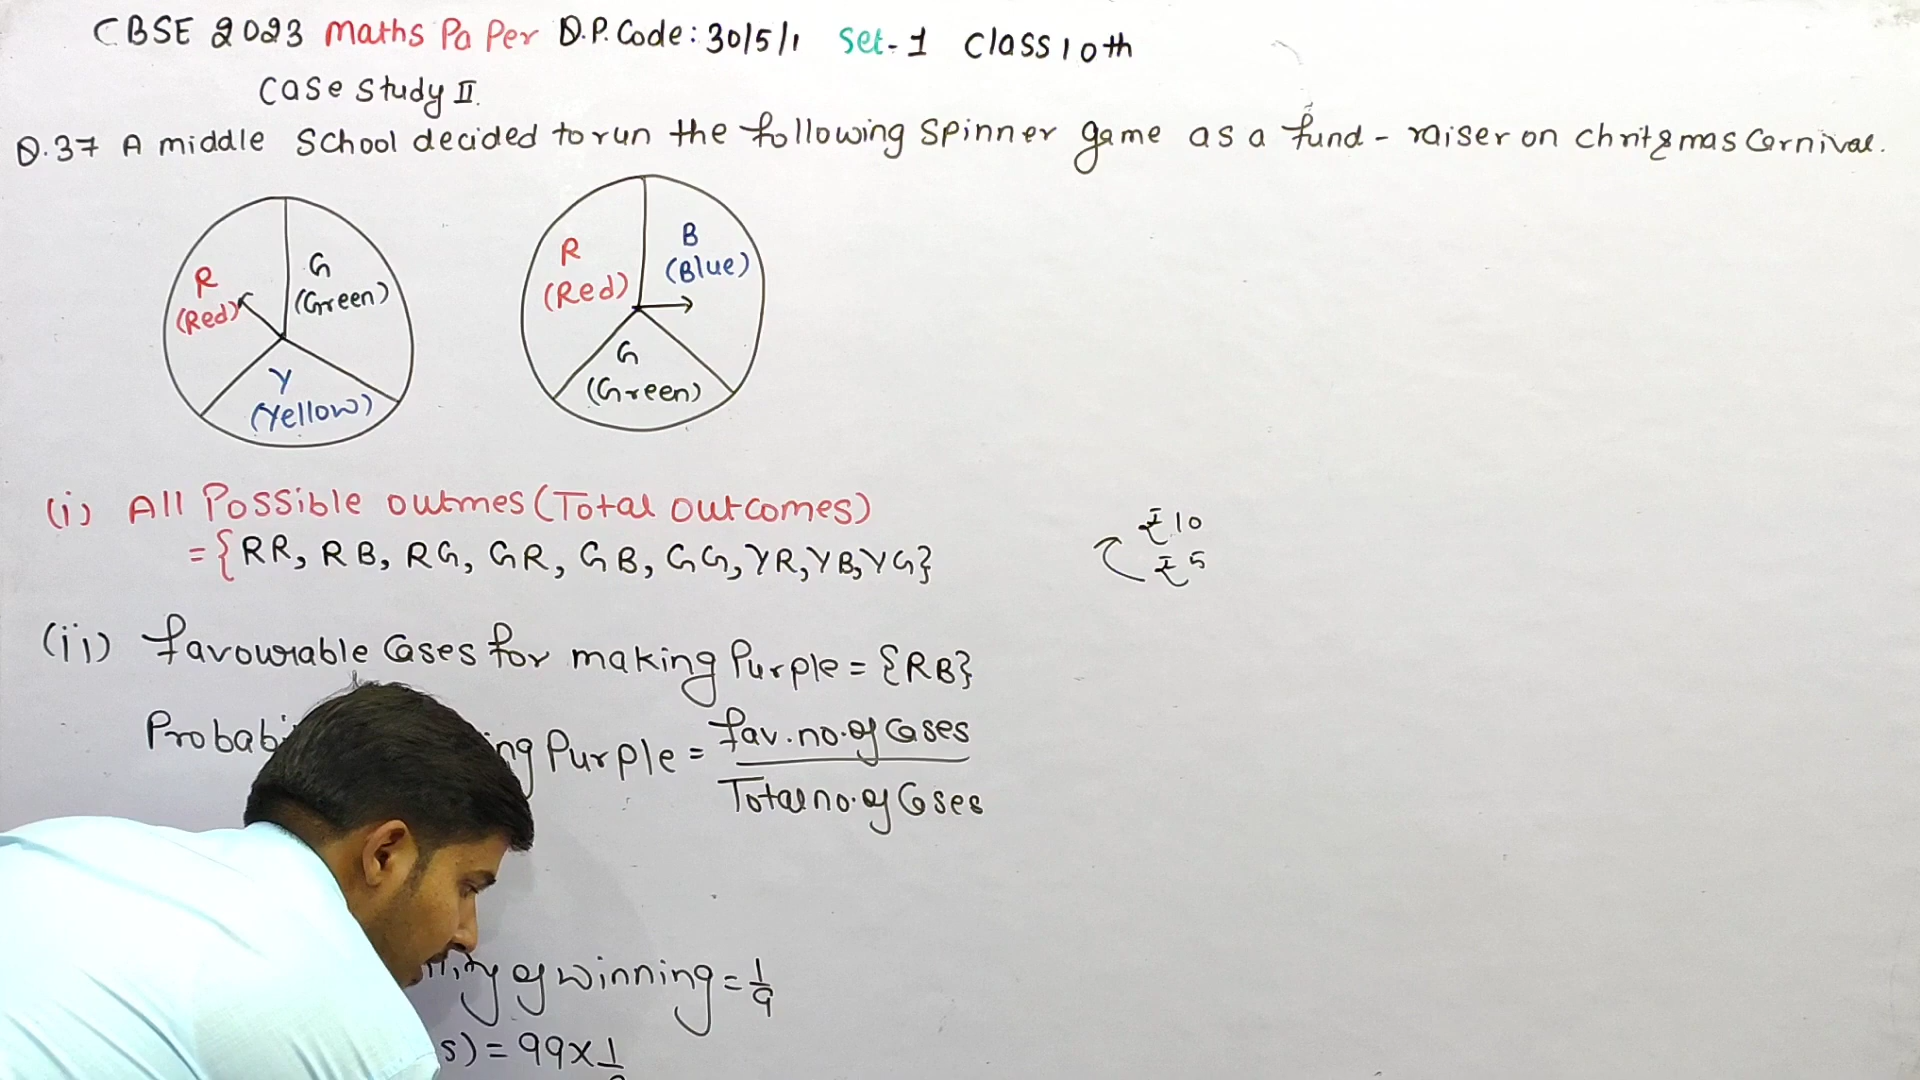 CBSE 2023 Maths Paper Q.P. Code: 30/5/1 Set-1 Class 10th
Case Study II.
Q.37 A middle School decided to run the following Spinner game as a fund-raiser on Christmas Carnival.
R
(Red)
G
(Green)
Y
(Yellow)
R
(Red)
B
(Blue)
G
(Green)
(i) All Possible Outcomes (Total Outcomes)
= {RR, RB, RG, GR, GB, GG, YR, YB, YG}
₹10
₹5
(ii) favourable Cases for making Purple = {RB}
Purple = fav. no. of Cases
Total no. of Cases
of winning = 1/9
s) = 99 × 1